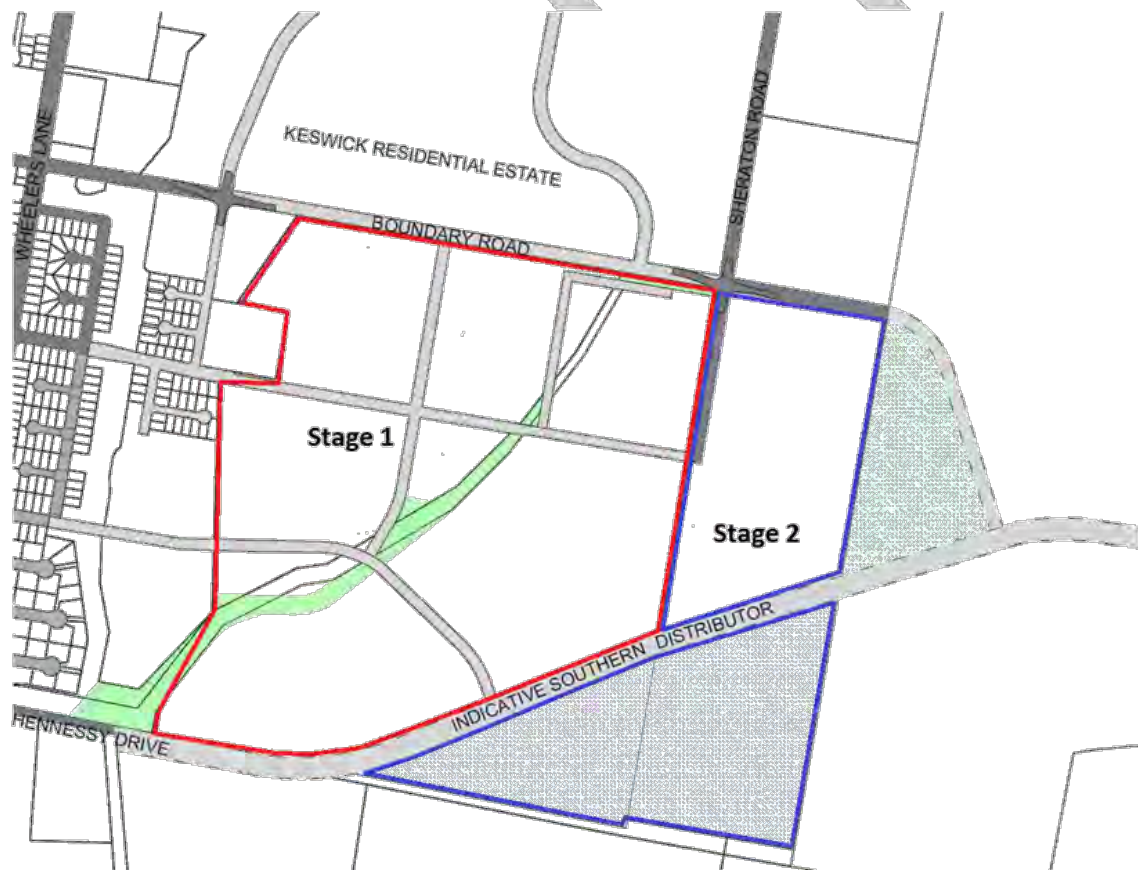 WHEELERS LANE
KESWICK RESIDENTIAL ESTATE
SHERATON ROAD
BOUNDARY ROAD
Stage 1
Stage 2
INDICATIVE SOUTHERN DISTRIBUTOR
HENNESSY DRIVE